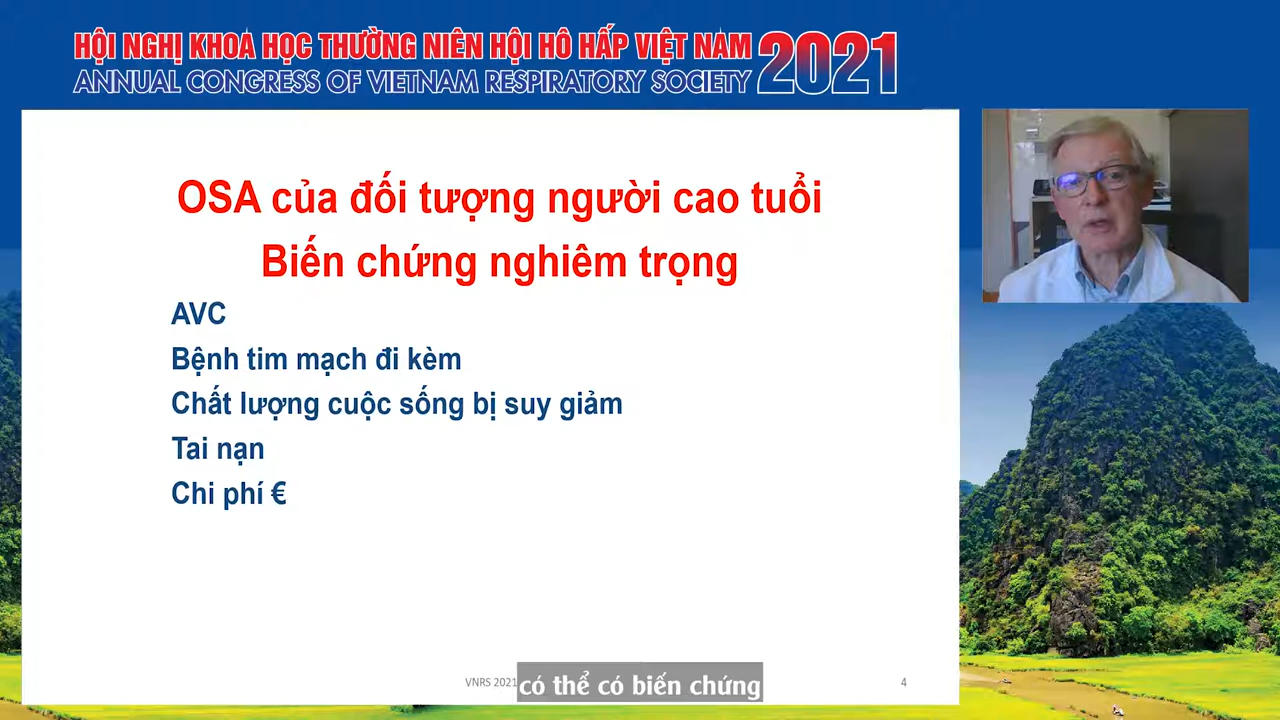 HỘI NGHỊ KHOA HỌC THƯỜNG NIÊN HỘI HÔ HẤP VIỆT NAM 2021
ANNUAL CONGRESS OF VIETNAM RESPIRATORY SOCIETY
OSA của đối tượng người cao tuổi
Biến chứng nghiêm trọng
AVC
Bệnh tim mạch đi kèm
Chất lượng cuộc sống bị suy giảm
Tai nạn
Chi phí €
VNRS 2021
có thể có biến chứng
4